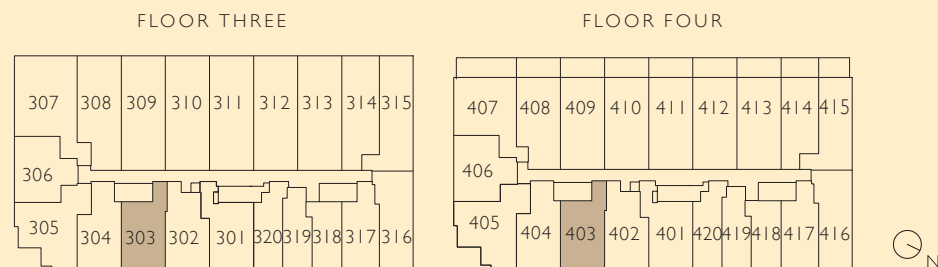 FLOOR THREE FLOOR FOUR
307 308 309 310 311 312 313 314 315
407 408 409 410 411 412 413 414 415
306
406
305 304 303 302 301 320 319 318 317 316
405 404 403 402 401 420 419 418 417 416
N